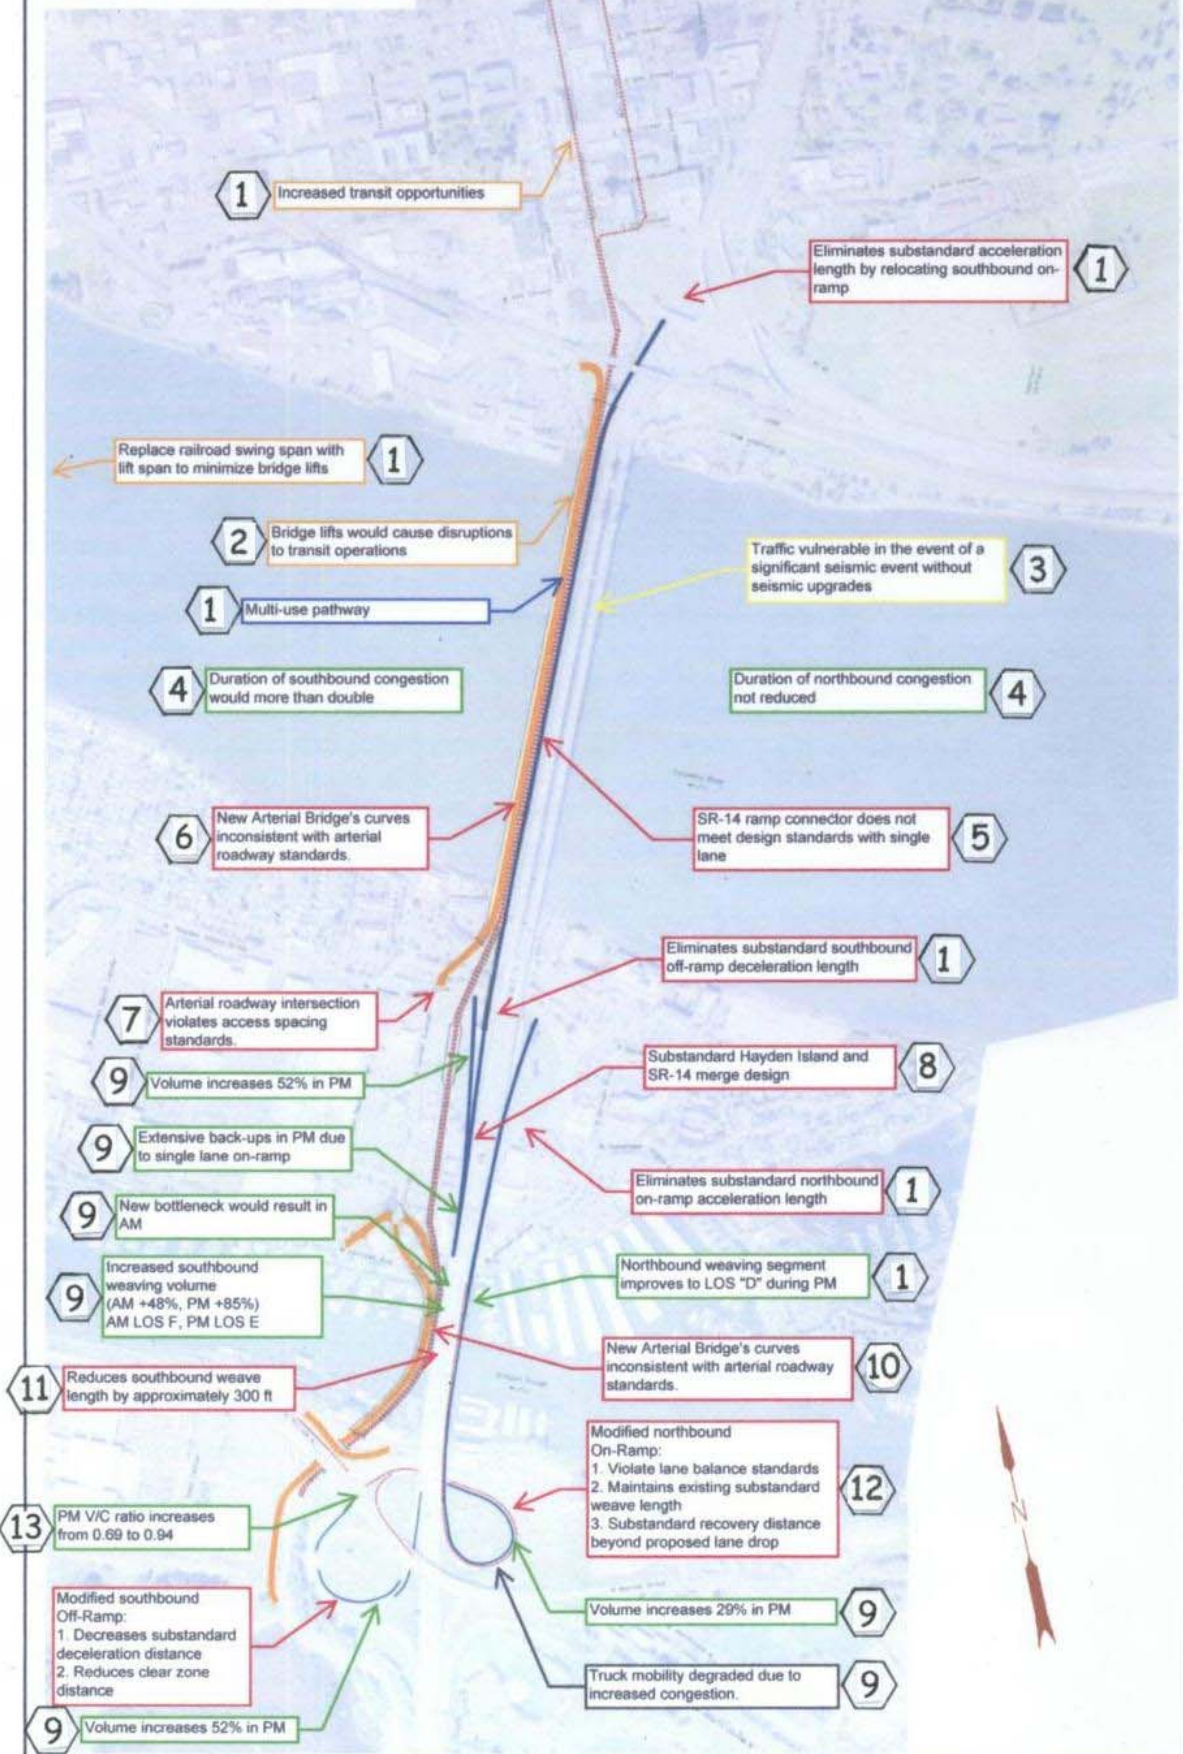 1
Increased transit opportunities
Eliminates substandard acceleration
length by relocating southbound on-
ramp
1
Replace railroad swing span with
lift span to minimize bridge lifts
1
2
Bridge lifts would cause disruptions
to transit operations
Traffic vulnerable in the event of a
significant seismic event without
seismic upgrades
3
1
Multi-use pathway
4
Duration of southbound congestion
would more than double
Duration of northbound congestion
not reduced
4
6
New Arterial Bridge's curves
inconsistent with arterial
roadway standards.
SR-14 ramp connector does not
meet design standards with single
lane
5
Eliminates substandard southbound
off-ramp deceleration length
1
7
Arterial roadway intersection
violates access spacing
standards.
Substandard Hayden Island and
SR-14 merge design
8
9
Volume increases 52% in PM
9
Extensive back-ups in PM due
to single lane on-ramp
Eliminates substandard northbound
on-ramp acceleration length
1
9
New bottleneck would result in
AM
9
Increased southbound
weaving volume
(AM +48%, PM +85%)
AM LOS F, PM LOS E
Northbound weaving segment
improves to LOS "D" during PM
1
New Arterial Bridge's curves
inconsistent with arterial roadway
standards.
10
11
Reduces southbound weave
length by approximately 300 ft
Modified northbound
On-Ramp:
1. Violate lane balance standards
2. Maintains existing substandard
weave length
3. Substandard recovery distance
beyond proposed lane drop
12
13
PM V/C ratio increases
from 0.69 to 0.94
N
Modified southbound
Off-Ramp:
1. Decreases substandard
deceleration distance
2. Reduces clear zone
distance
Volume increases 29% in PM
9
Truck mobility degraded due to
increased congestion.
9
9
Volume increases 52% in PM